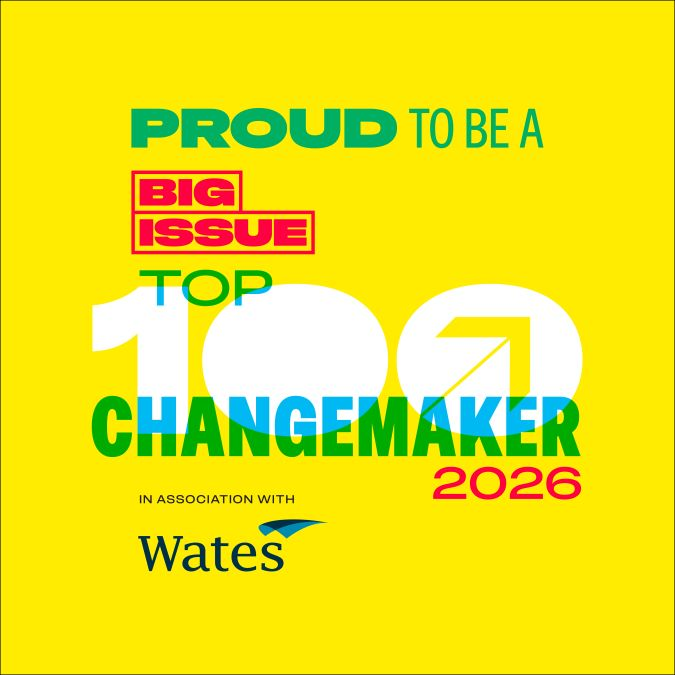 PROUD TO BE A
BIG
ISSUE
TOP
100
CHANGEMAKER
2026
IN ASSOCIATION WITH
Wates